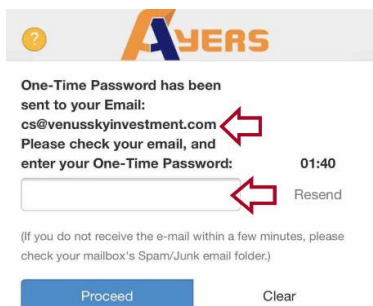 ?
AYERS
One-Time Password has been
sent to your Email:
cs@venusskyinvestment.com
Please check your email, and
enter your One-Time Password: 01:40
Resend
(If you do not receive the e-mail within a few minutes, please
check your mailbox's Spam/Junk email folder.)
Proceed Clear